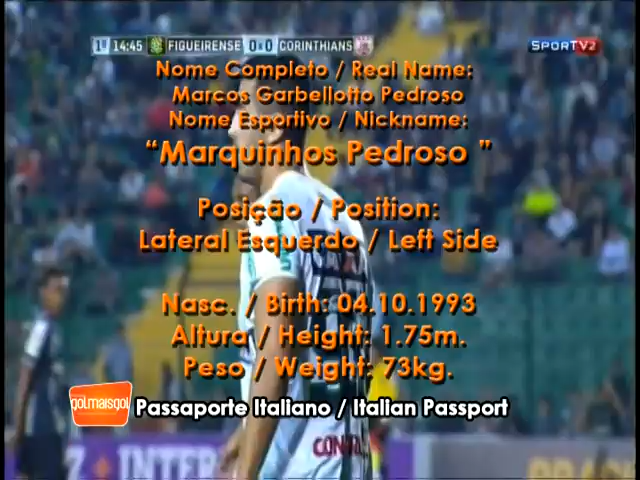 1º 14:45 FIGUEIRENSE 0x0 CORINTHIANS
SPORTV2
Nome Completo / Real Name:
Marcos Garbellotto Pedroso
Nome Esportivo / Nickname:
“Marquinhos Pedroso ”
Posição / Position:
Lateral Esquerdo / Left Side
Nasc. / Birth: 04.10.1993
Altura / Height: 1.75m.
Peso / Weight: 73kg.
golmaisgol
Passaporte Italiano / Italian Passport
INTER